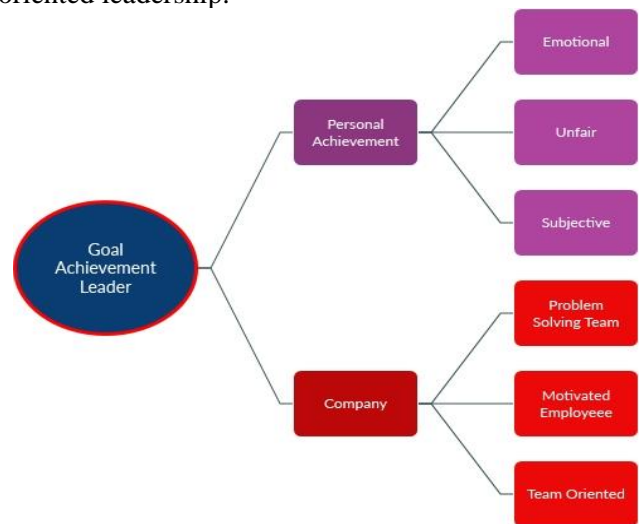 oriented leadership.
Emotional
Personal
Achievement
Unfair
Subjective
Goal
Achievement
Leader
Problem
Solving Team
Company
Motivated
Employeee
Team Oriented